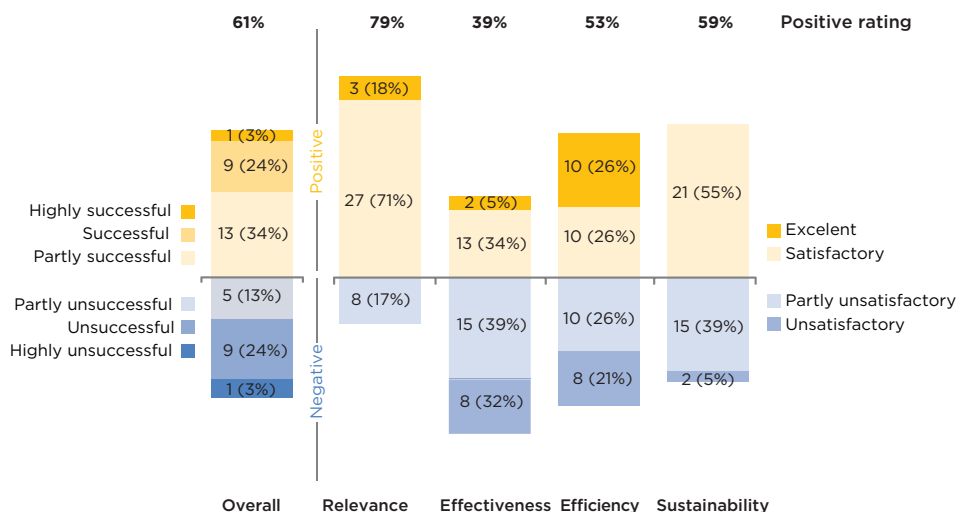 61% 79% 39% 53% 59% Positive rating
3 (18%)
1 (3%)
9 (24%)
13 (34%)
27 (71%)
2 (5%)
13 (34%)
10 (26%)
10 (26%)
21 (55%)
Positive
Highly successful
Successful
Partly successful
Excelent
Satisfactory
5 (13%)
9 (24%)
1 (3%)
8 (17%)
15 (39%)
8 (32%)
10 (26%)
8 (21%)
15 (39%)
2 (5%)
Negative
Partly unsuccessful
Unsuccessful
Highly unsuccessful
Partly unsatisfactory
Unsatisfactory
Overall Relevance Effectiveness Efficiency Sustainability